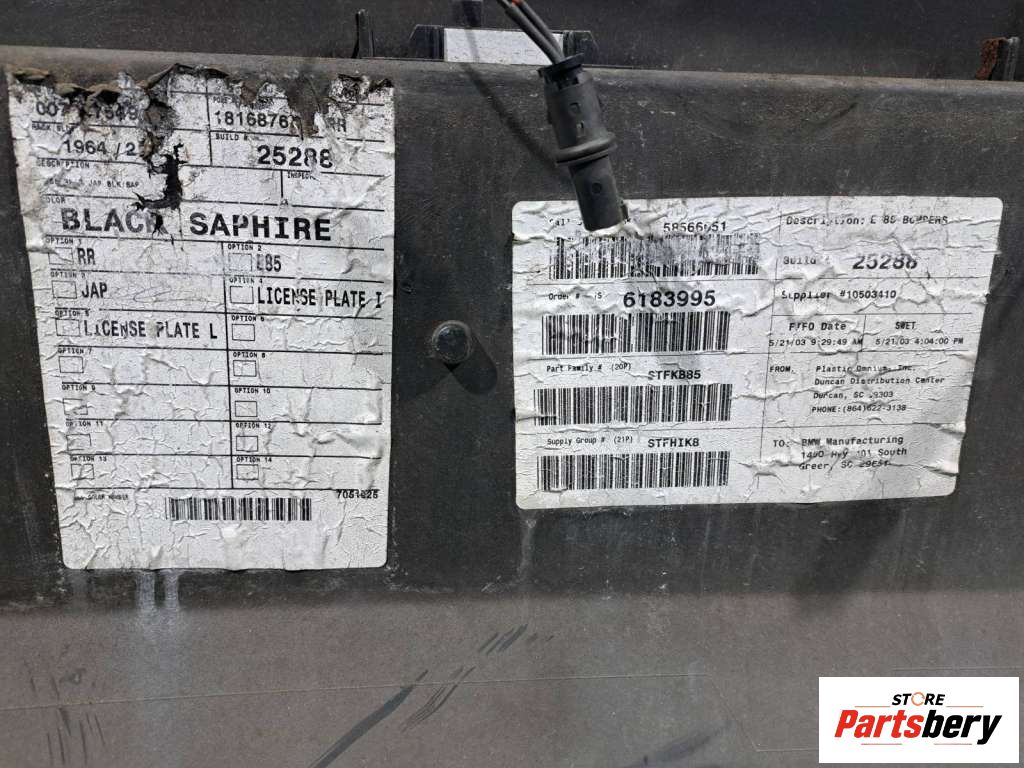 1964 / 2
BUILD #
25288
COLOR
BLACK SAPHIRE
OPTION 1
RR
OPTION 2
E85
OPTION 3
JAP
OPTION 4
LICENSE PLATE I
OPTION 5
LICENSE PLATE L
OPTION 6
OPTION 7
OPTION 8
OPTION 9
OPTION 10
OPTION 11
OPTION 12
OPTION 13
OPTION 14
58566051
Description: E 85 BUMPERS
Build #
25288
Order #
6183995
Supplier #10503410
F/FO Date
5/21/03 9:29:49 AM
SWET
5/21/03 4:04:00 PM
Part Family # (20P)
STFKB85
Supply Group # (21P)
STFHIK8
FROM:
Plastic Omnium, Inc.
Duncan Distribution Center
Duncan, SC 29303
PHONE:(864)622-3138
TO:
BMW Manufacturing
1400 Hwy 101 South
Greer, SC 29651
STORE
Partsbery